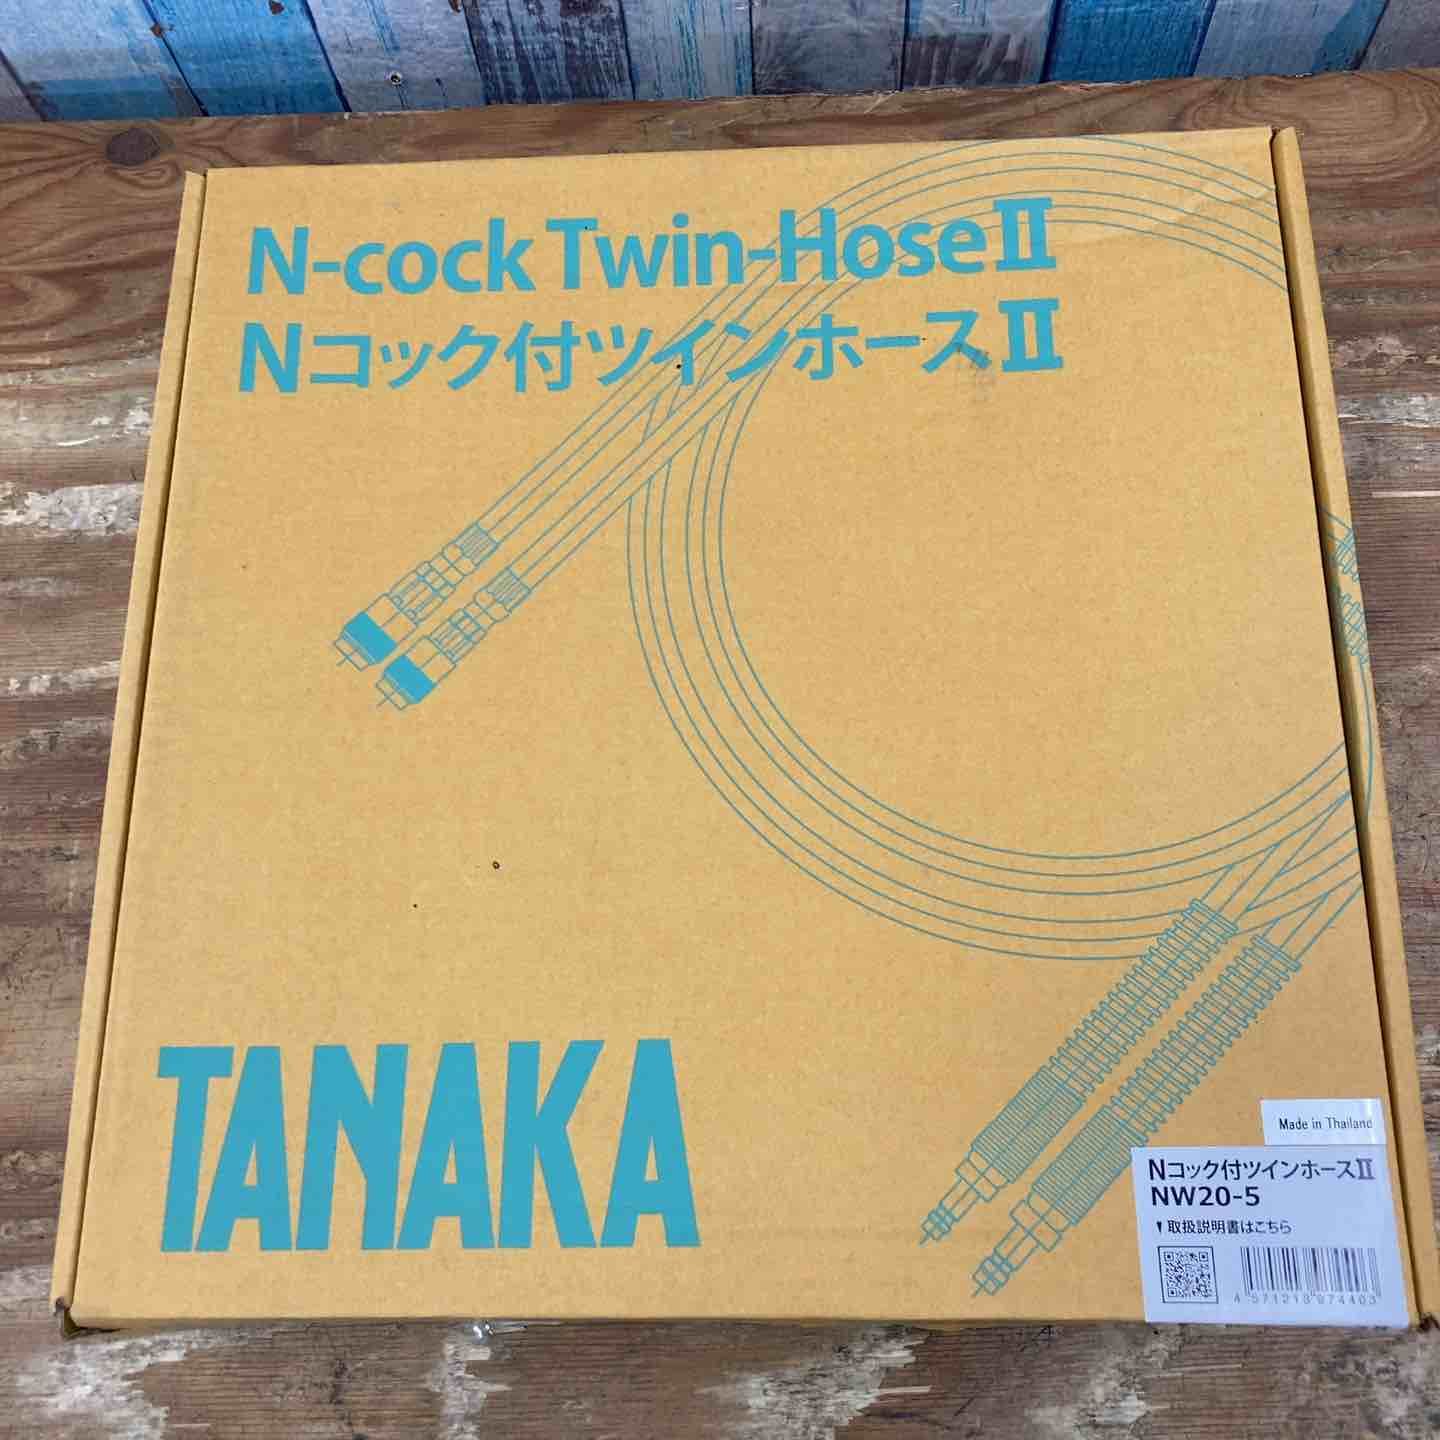 N-cock Twin-HoseⅡ
Nコック付ツインホースⅡ
TANAKA
Made in Thailand
Nコック付ツインホースⅡ
NW20-5
▼取扱説明書はこちら
4571213974403